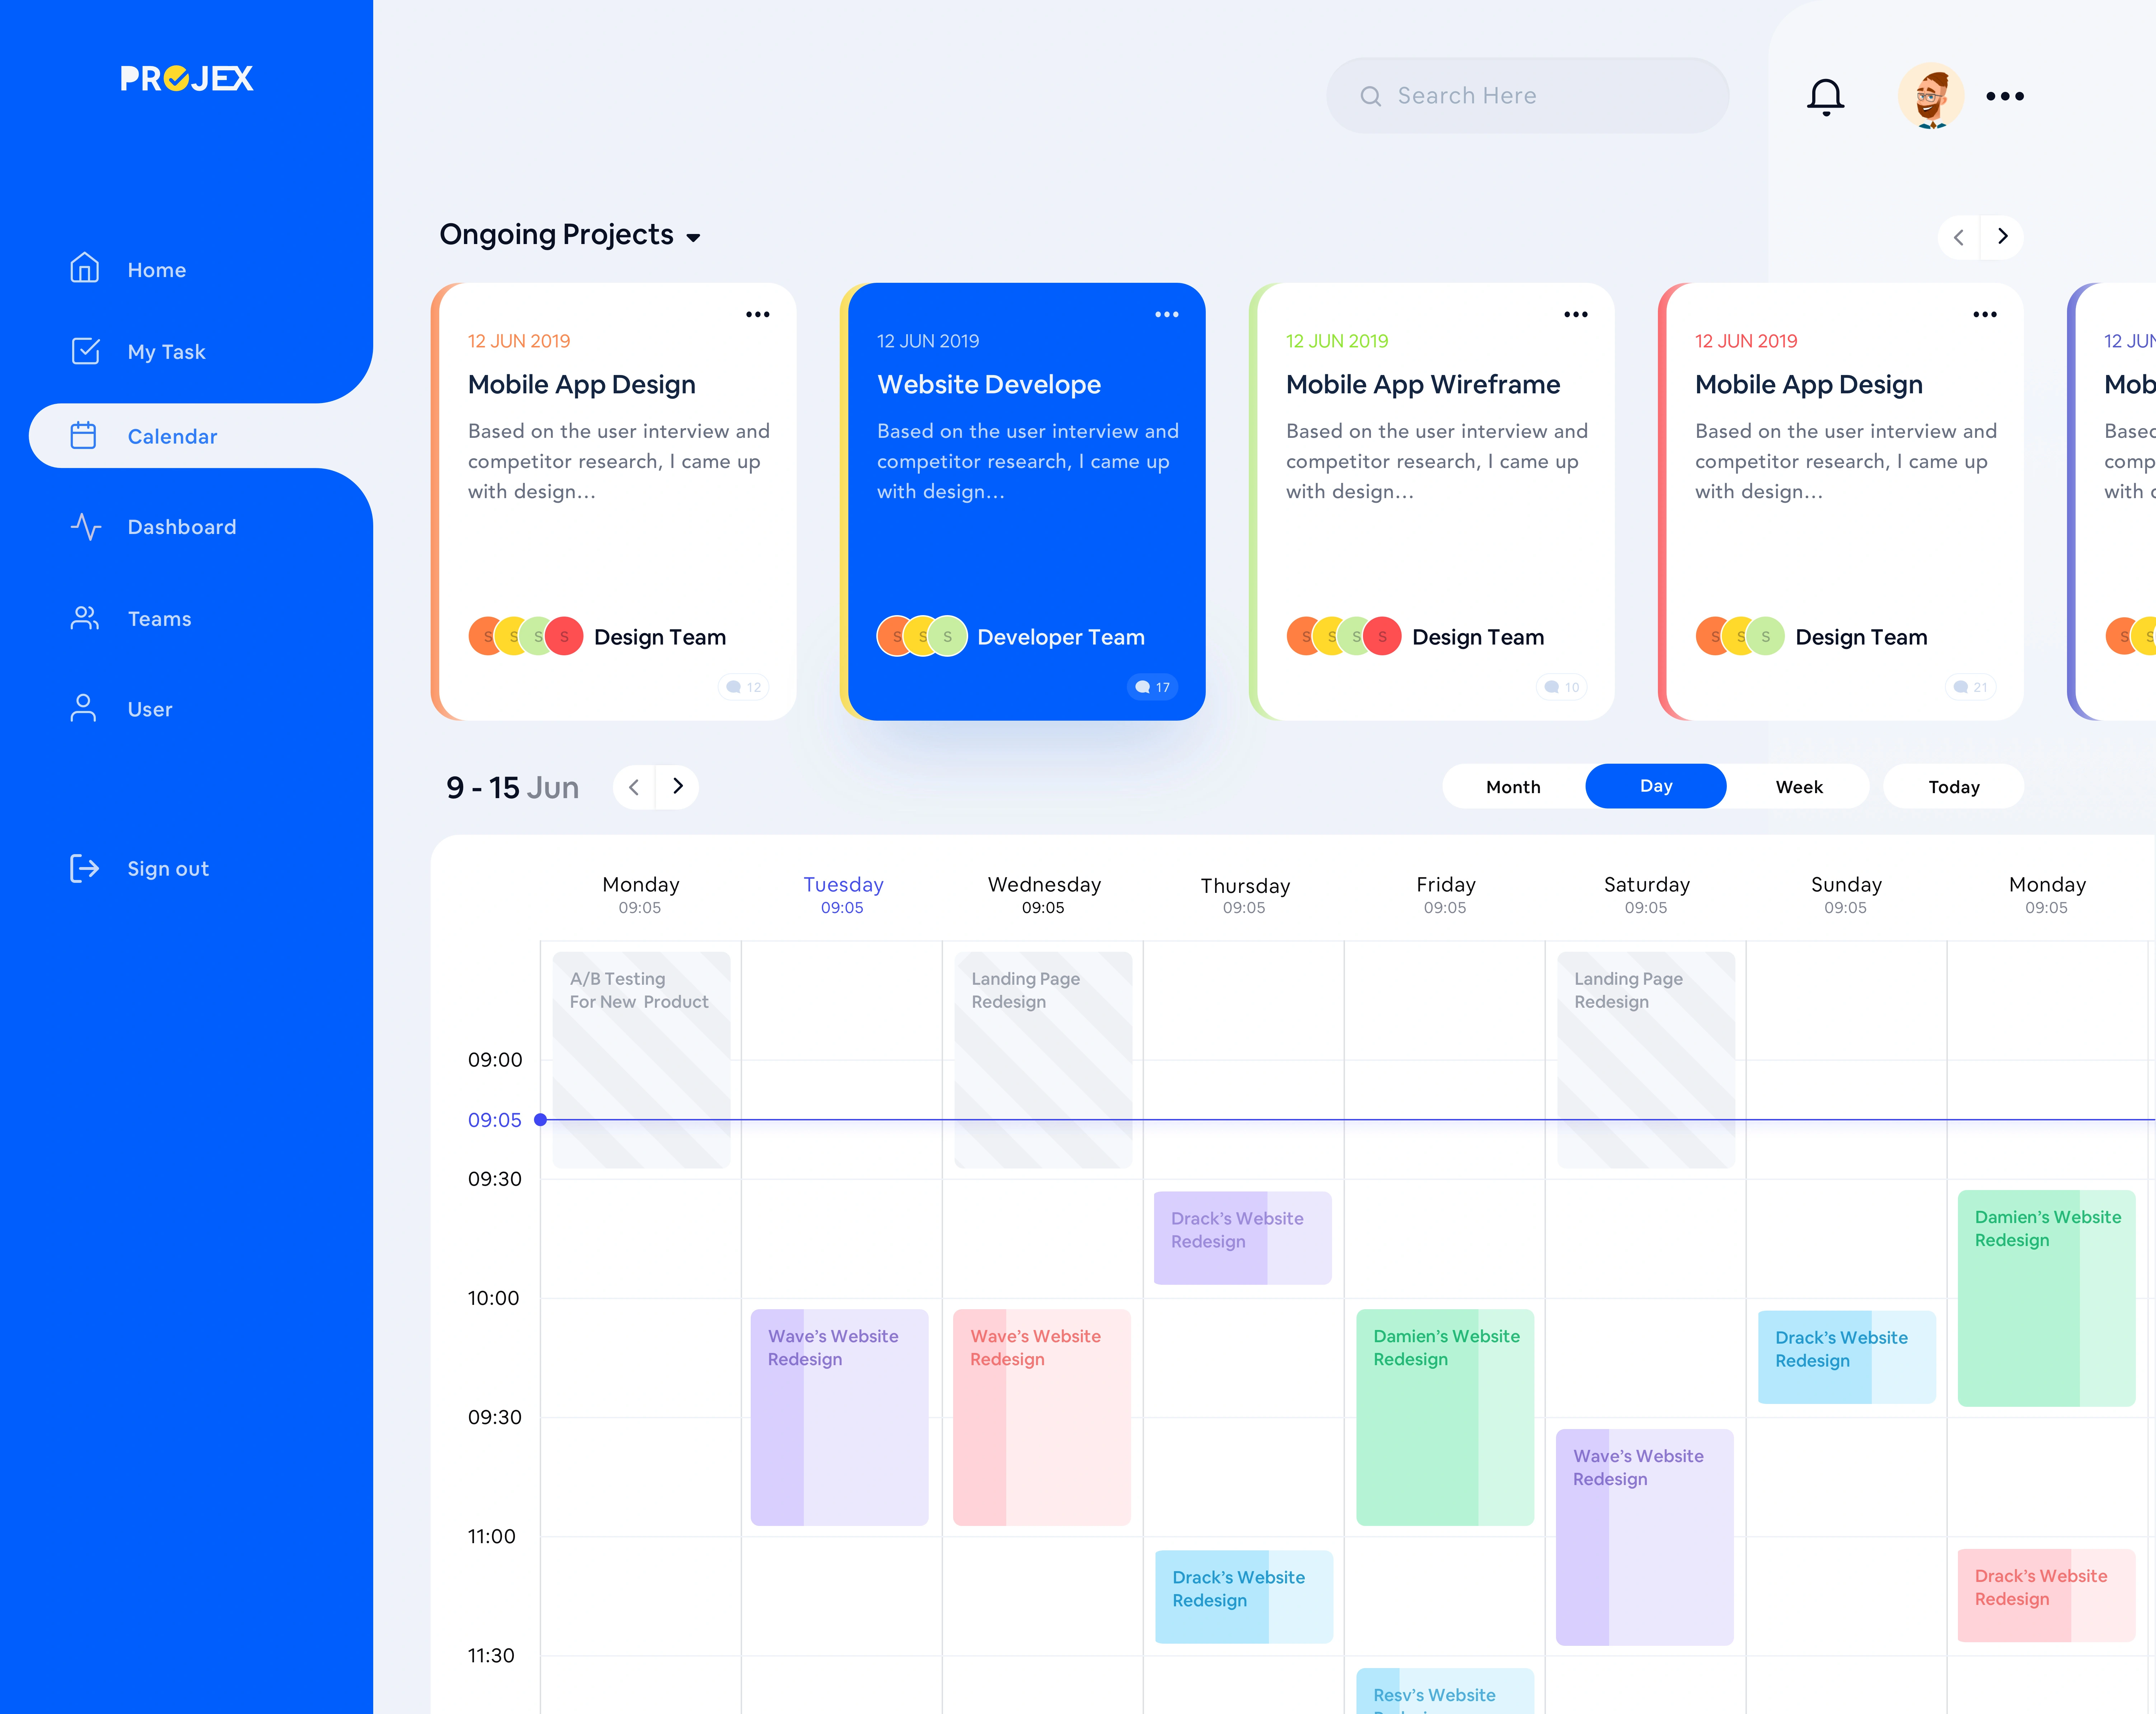 PROJEX
Search Here
Home
My Task
Calendar
Dashboard
Teams
User
Sign out
Ongoing Projects
12 JUN 2019
Mobile App Design
Based on the user interview and
competitor research, I came up
with design...
S S S S Design Team
12
12 JUN 2019
Website Develope
Based on the user interview and
competitor research, I came up
with design...
S S S Developer Team
17
12 JUN 2019
Mobile App Wireframe
Based on the user interview and
competitor research, I came up
with design...
S S S S Design Team
10
12 JUN 2019
Mobile App Design
Based on the user interview and
competitor research, I came up
with design...
S S S Design Team
21
12 JUN
Mob
Based
comp
with
S S
9 - 15 Jun
Month Day Week Today
Monday Tuesday Wednesday Thursday Friday Saturday Sunday Monday
09:05 09:05 09:05 09:05 09:05 09:05 09:05 09:05
A/B Testing
For New Product
Landing Page
Redesign
Landing Page
Redesign
09:00
09:05
09:30
Drack’s Website
Redesign
Damien’s Website
Redesign
10:00
Wave’s Website
Redesign
Wave’s Website
Redesign
Damien’s Website
Redesign
Drack’s Website
Redesign
09:30
Wave’s Website
Redesign
11:00
Drack’s Website
Redesign
Drack’s Website
Redesign
11:30
Resv’s Website